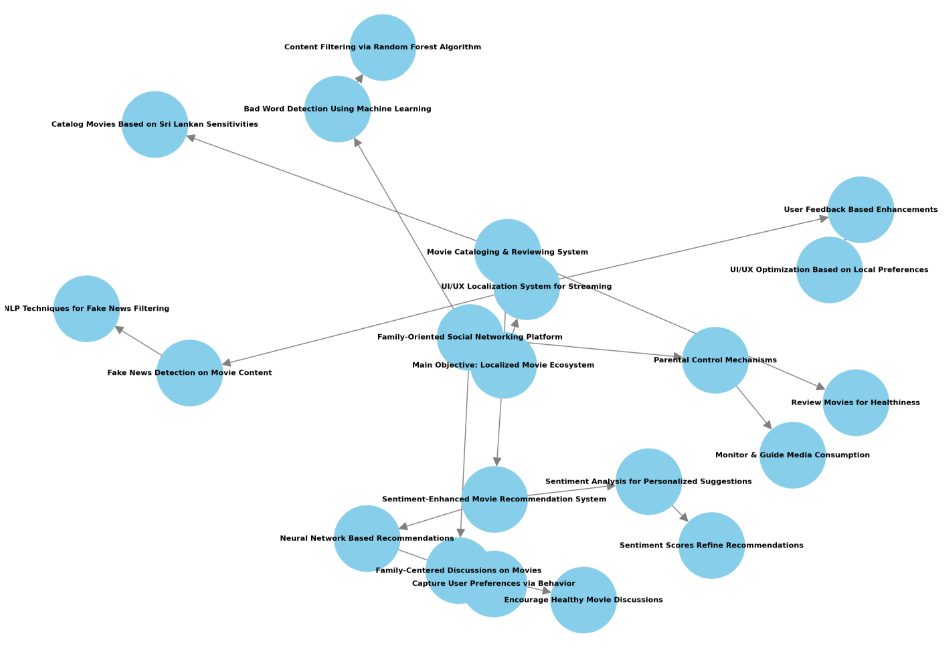 Content Filtering via Random Forest Algorithm
Bad Word Detection Using Machine Learning
Catalog Movies Based on Sri Lankan Sensitivities
User Feedback Based Enhancements
Movie Cataloging & Reviewing System
UI/UX Optimization Based on Local Preferences
UI/UX Localization System for Streaming
NLP Techniques for Fake News Filtering
Family-Oriented Social Networking Platform
Parental Control Mechanisms
Main Objective: Localized Movie Ecosystem
Fake News Detection on Movie Content
Review Movies for Healthiness
Monitor & Guide Media Consumption
Sentiment Analysis for Personalized Suggestions
Sentiment-Enhanced Movie Recommendation System
Neural Network Based Recommendations
Sentiment Scores Refine Recommendations
Family-Centered Discussions on Movies
Capture User Preferences via Behavior
Encourage Healthy Movie Discussions